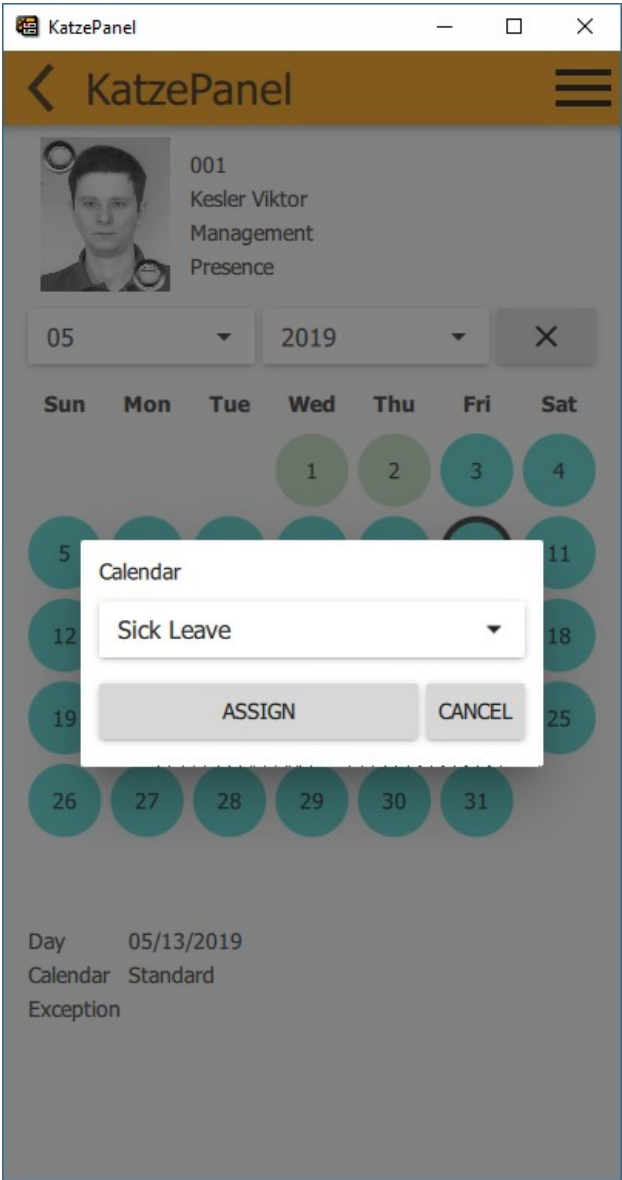 KatzePanel
KatzePanel
001
Kesler Viktor
Management
Presence
05 2019
Sun Mon Tue Wed Thu Fri Sat
1 2 3 4
5 11
Calendar
12 Sick Leave 18
19 ASSIGN CANCEL 25
26 27 28 29 30 31
Day 05/13/2019
Calendar Standard
Exception